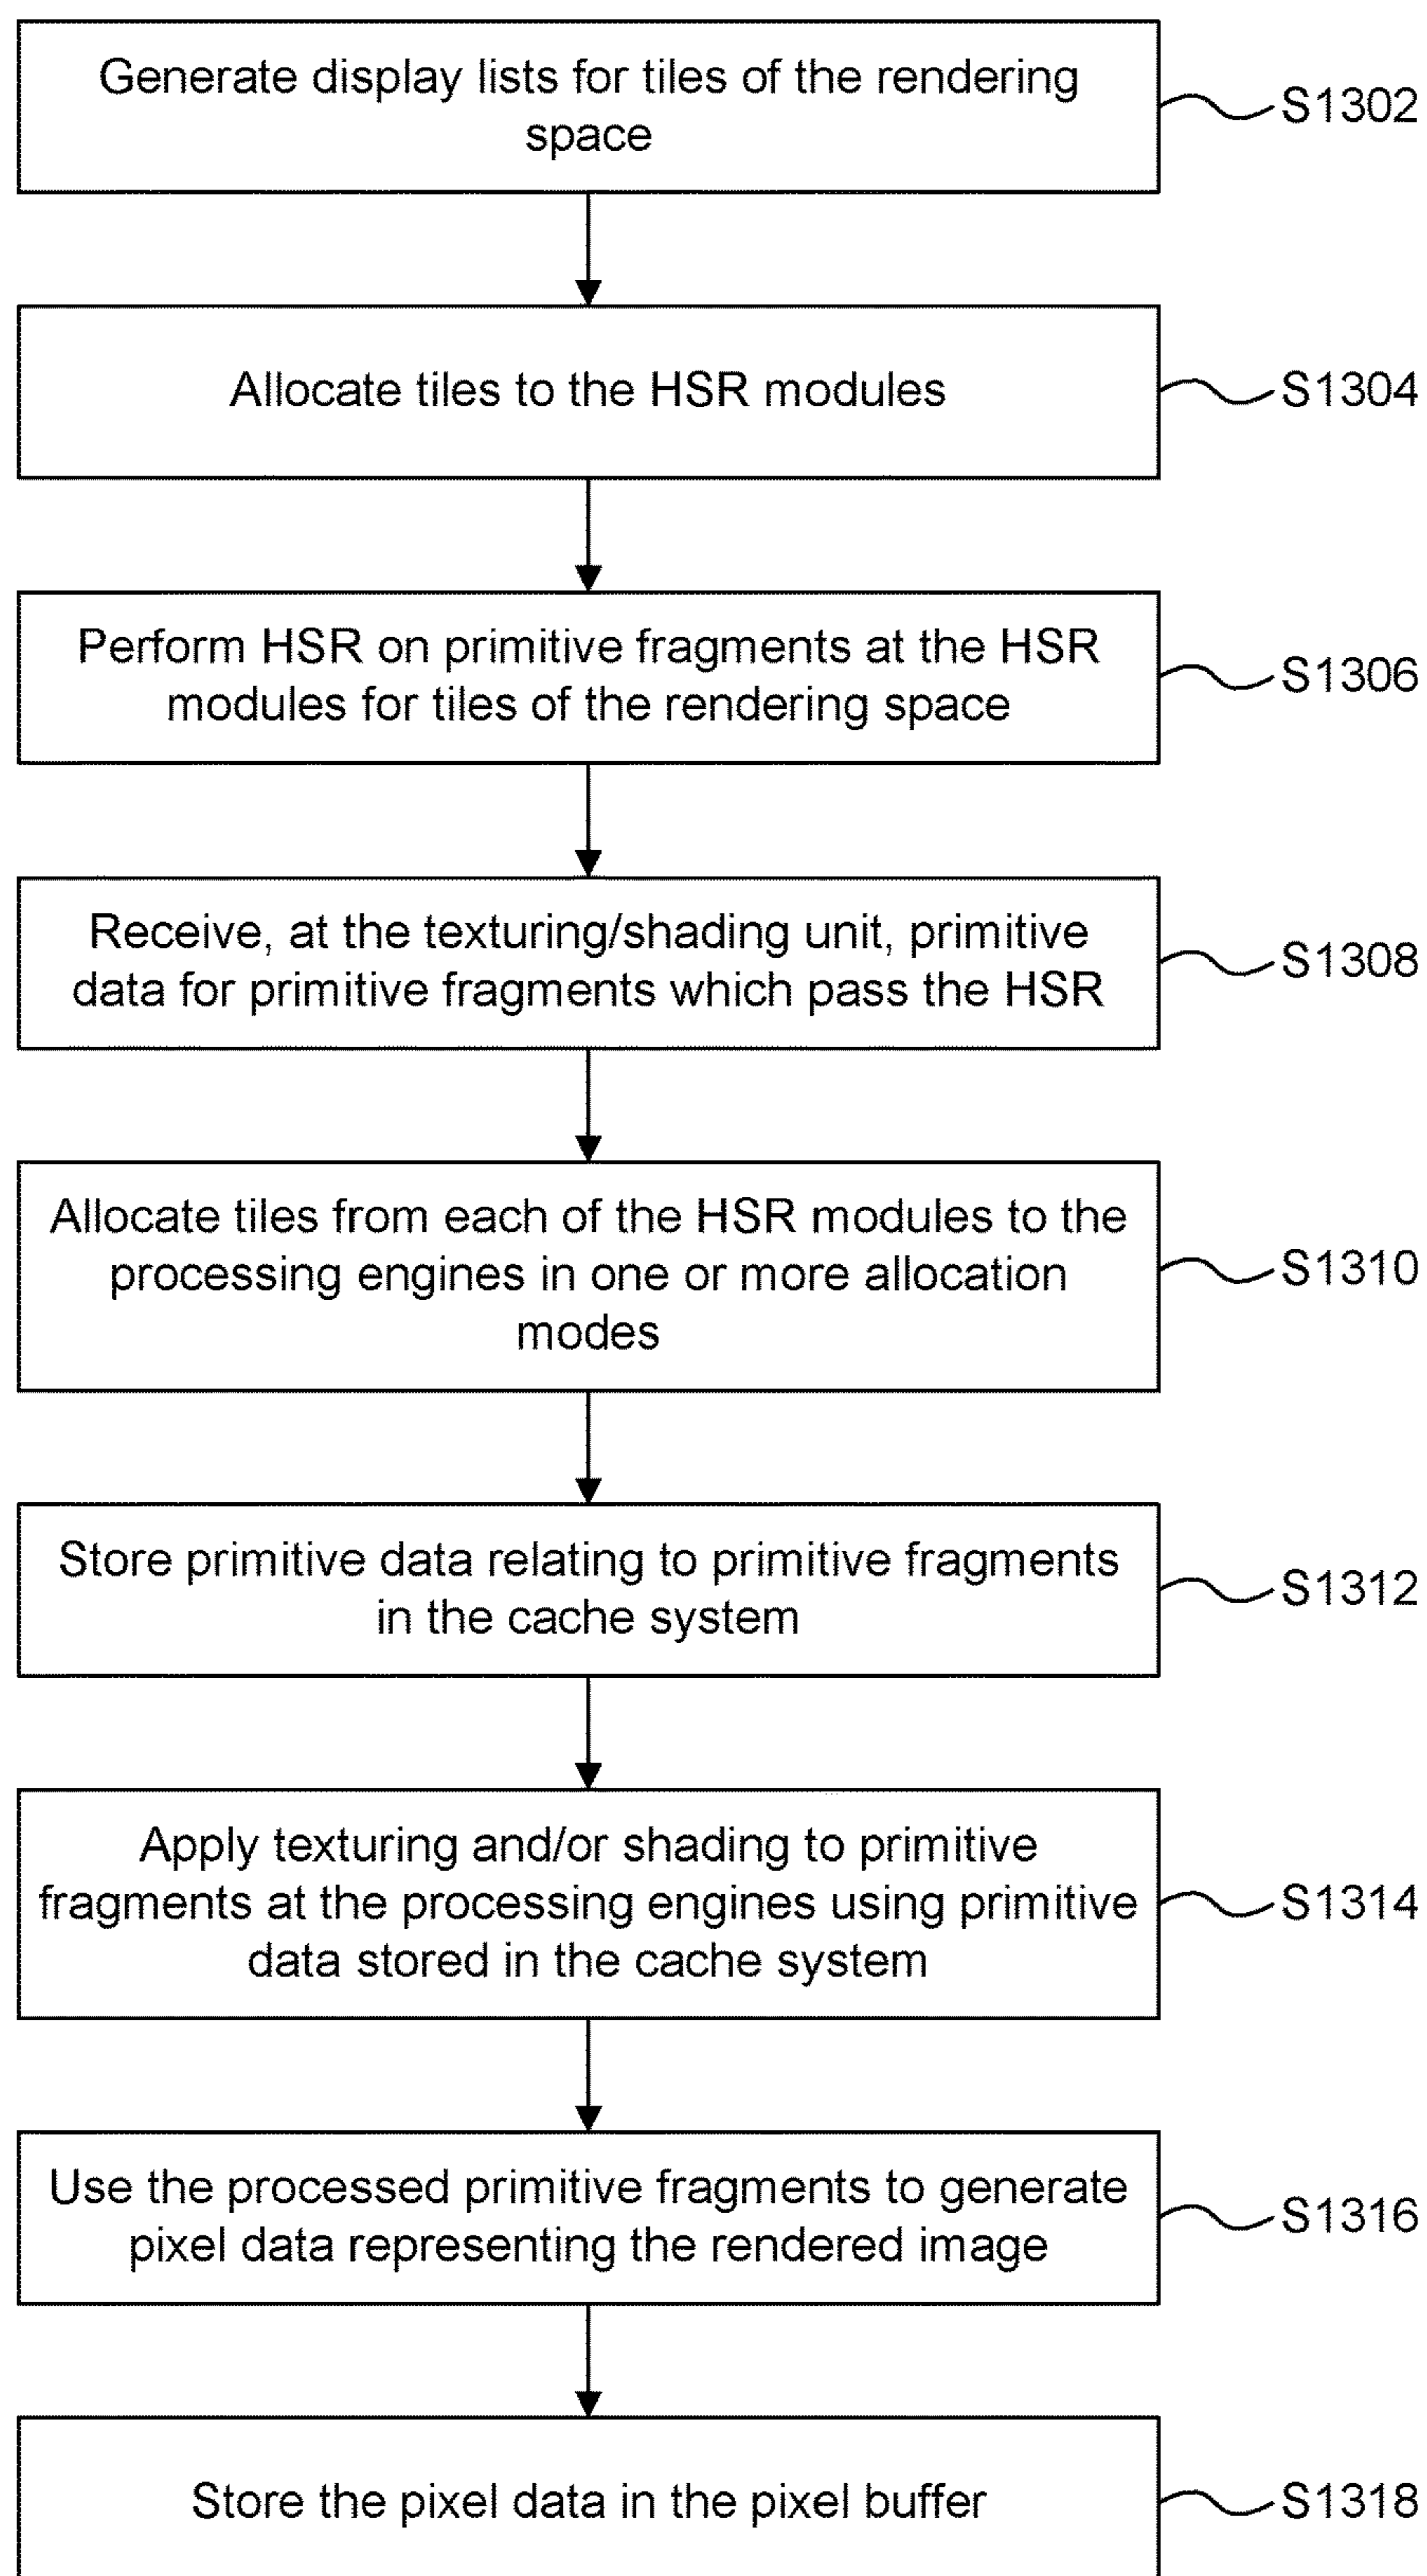 Generate display lists for tiles of the rendering
space
S1302
Allocate tiles to the HSR modules
S1304
Perform HSR on primitive fragments at the HSR
modules for tiles of the rendering space
S1306
Receive, at the texturing/shading unit, primitive
data for primitive fragments which pass the HSR
S1308
Allocate tiles from each of the HSR modules to the
processing engines in one or more allocation
modes
S1310
Store primitive data relating to primitive fragments
in the cache system
S1312
Apply texturing and/or shading to primitive
fragments at the processing engines using primitive
data stored in the cache system
S1314
Use the processed primitive fragments to generate
pixel data representing the rendered image
S1316
Store the pixel data in the pixel buffer
S1318